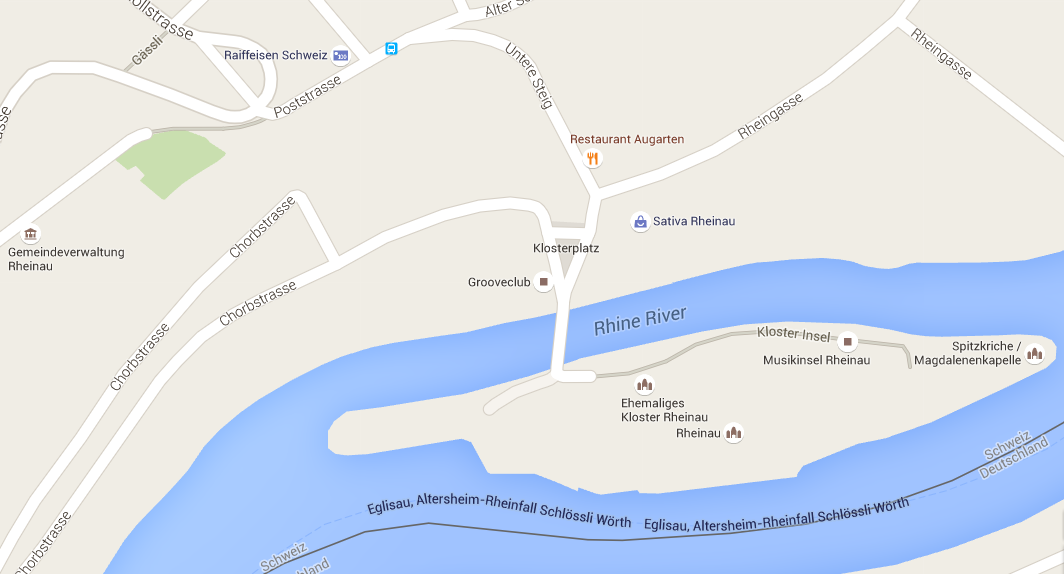 Alter S
ollstrasse
Gässli
Raiffeisen Schweiz
Poststrasse
Untere Steig
Rheingasse
Rheingasse
Restaurant Augarten
Sativa Rheinau
Gemeindeverwaltung
Rheinau
Chorbstrasse
Klosterplatz
Grooveclub
Chorbstrasse
Rhine River
Kloster Insel
Musikinsel Rheinau
Spitzkriche /
Magdalenenkapelle
Chorbstrasse
Ehemaliges
Kloster Rheinau
Rheinau
Schweiz
Deutschland
Eglisau, Altersheim-Rheinfall Schlössli Wörth
Eglisau, Altersheim-Rheinfall Schlössli Wörth
Chorbstrasse
Schweiz
hland